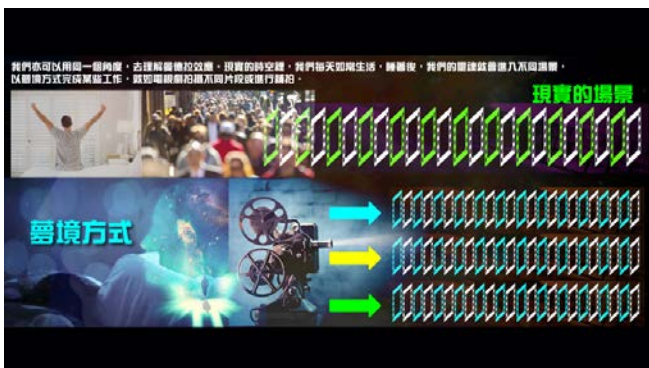 我們亦可以用同一個角度，去理解曼德拉效應。現實的時空裡，我們每天如常生活，睡著後，我們的靈魂就會進入不同場景，
以夢境方式完成某些工作，就如電視劇拍攝不同片段或進行補拍。
現實的場景
夢境方式